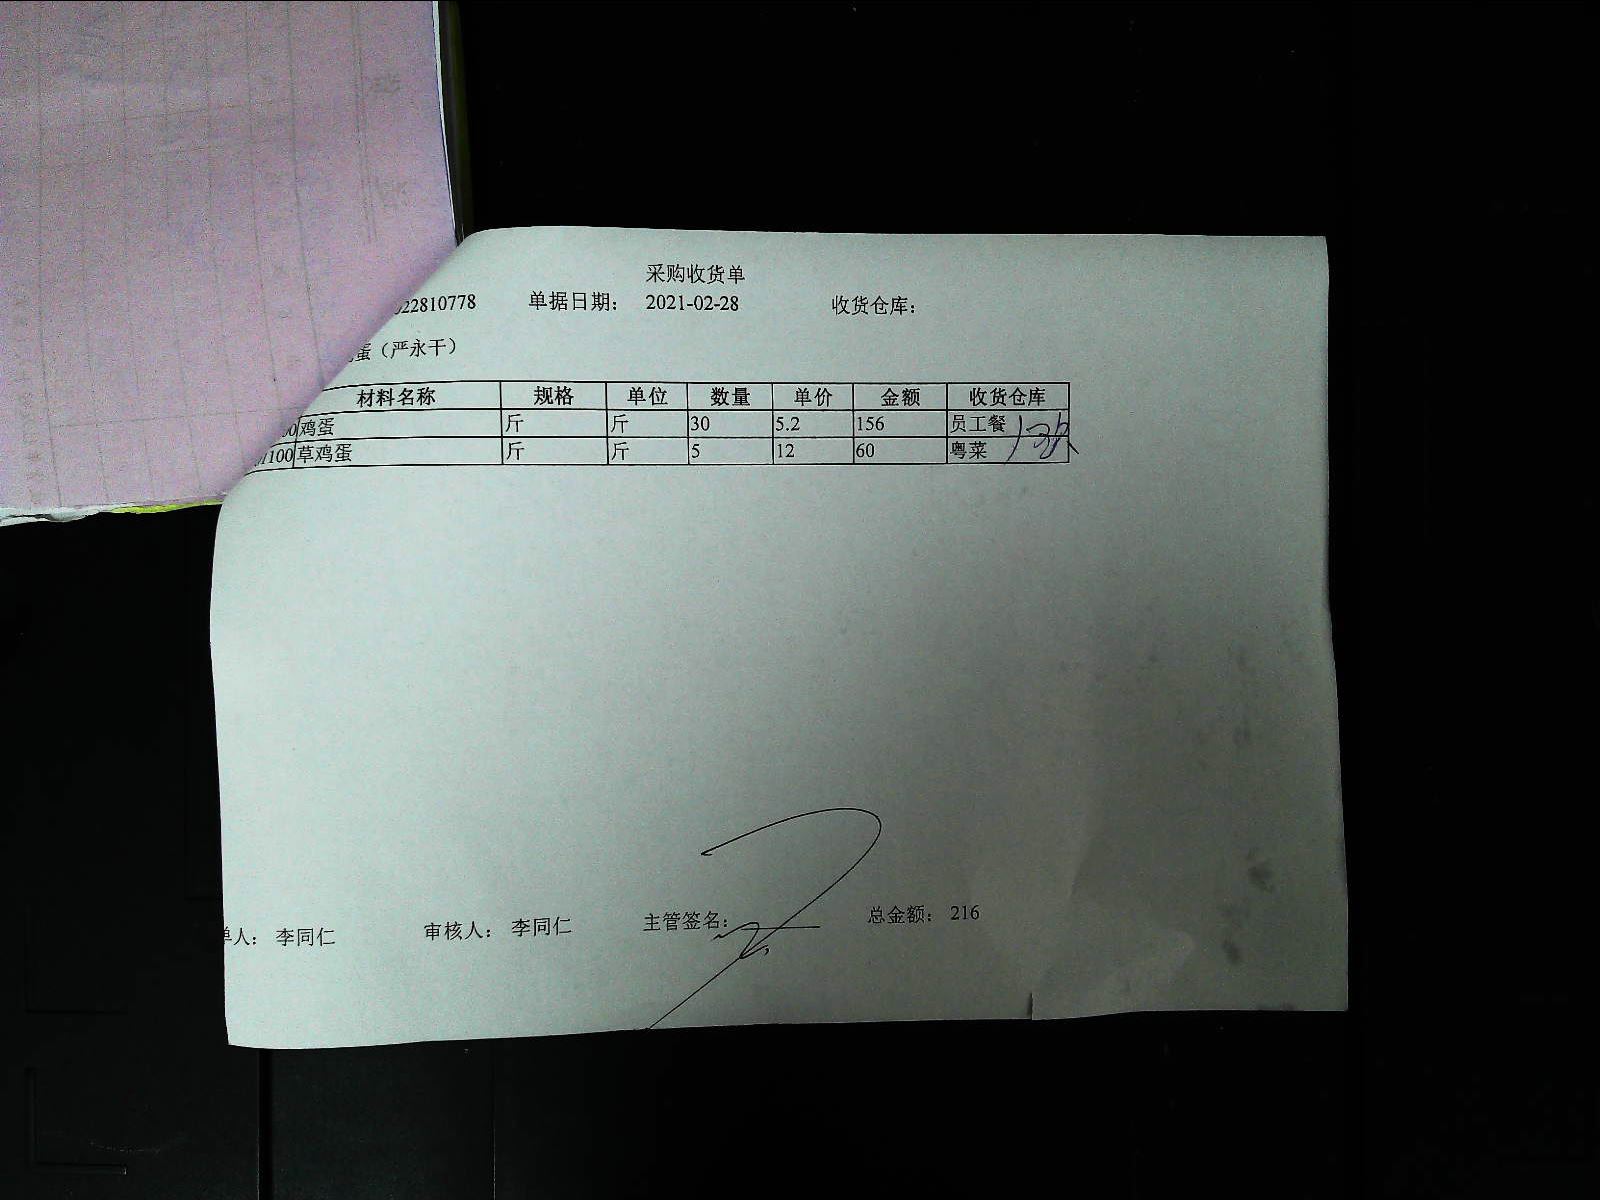 采购收货单
22810778 单据日期： 2021-02-28 收货仓库：
蛋（严永干）
材料名称 规格 单位 数量 单价 金额 收货仓库
鸡蛋 斤 斤 30 5.2 156 员工餐
1100 草鸡蛋 斤 斤 5 12 60 粤菜
单人： 李同仁 审核人： 李同仁 主管签名： 总金额： 216